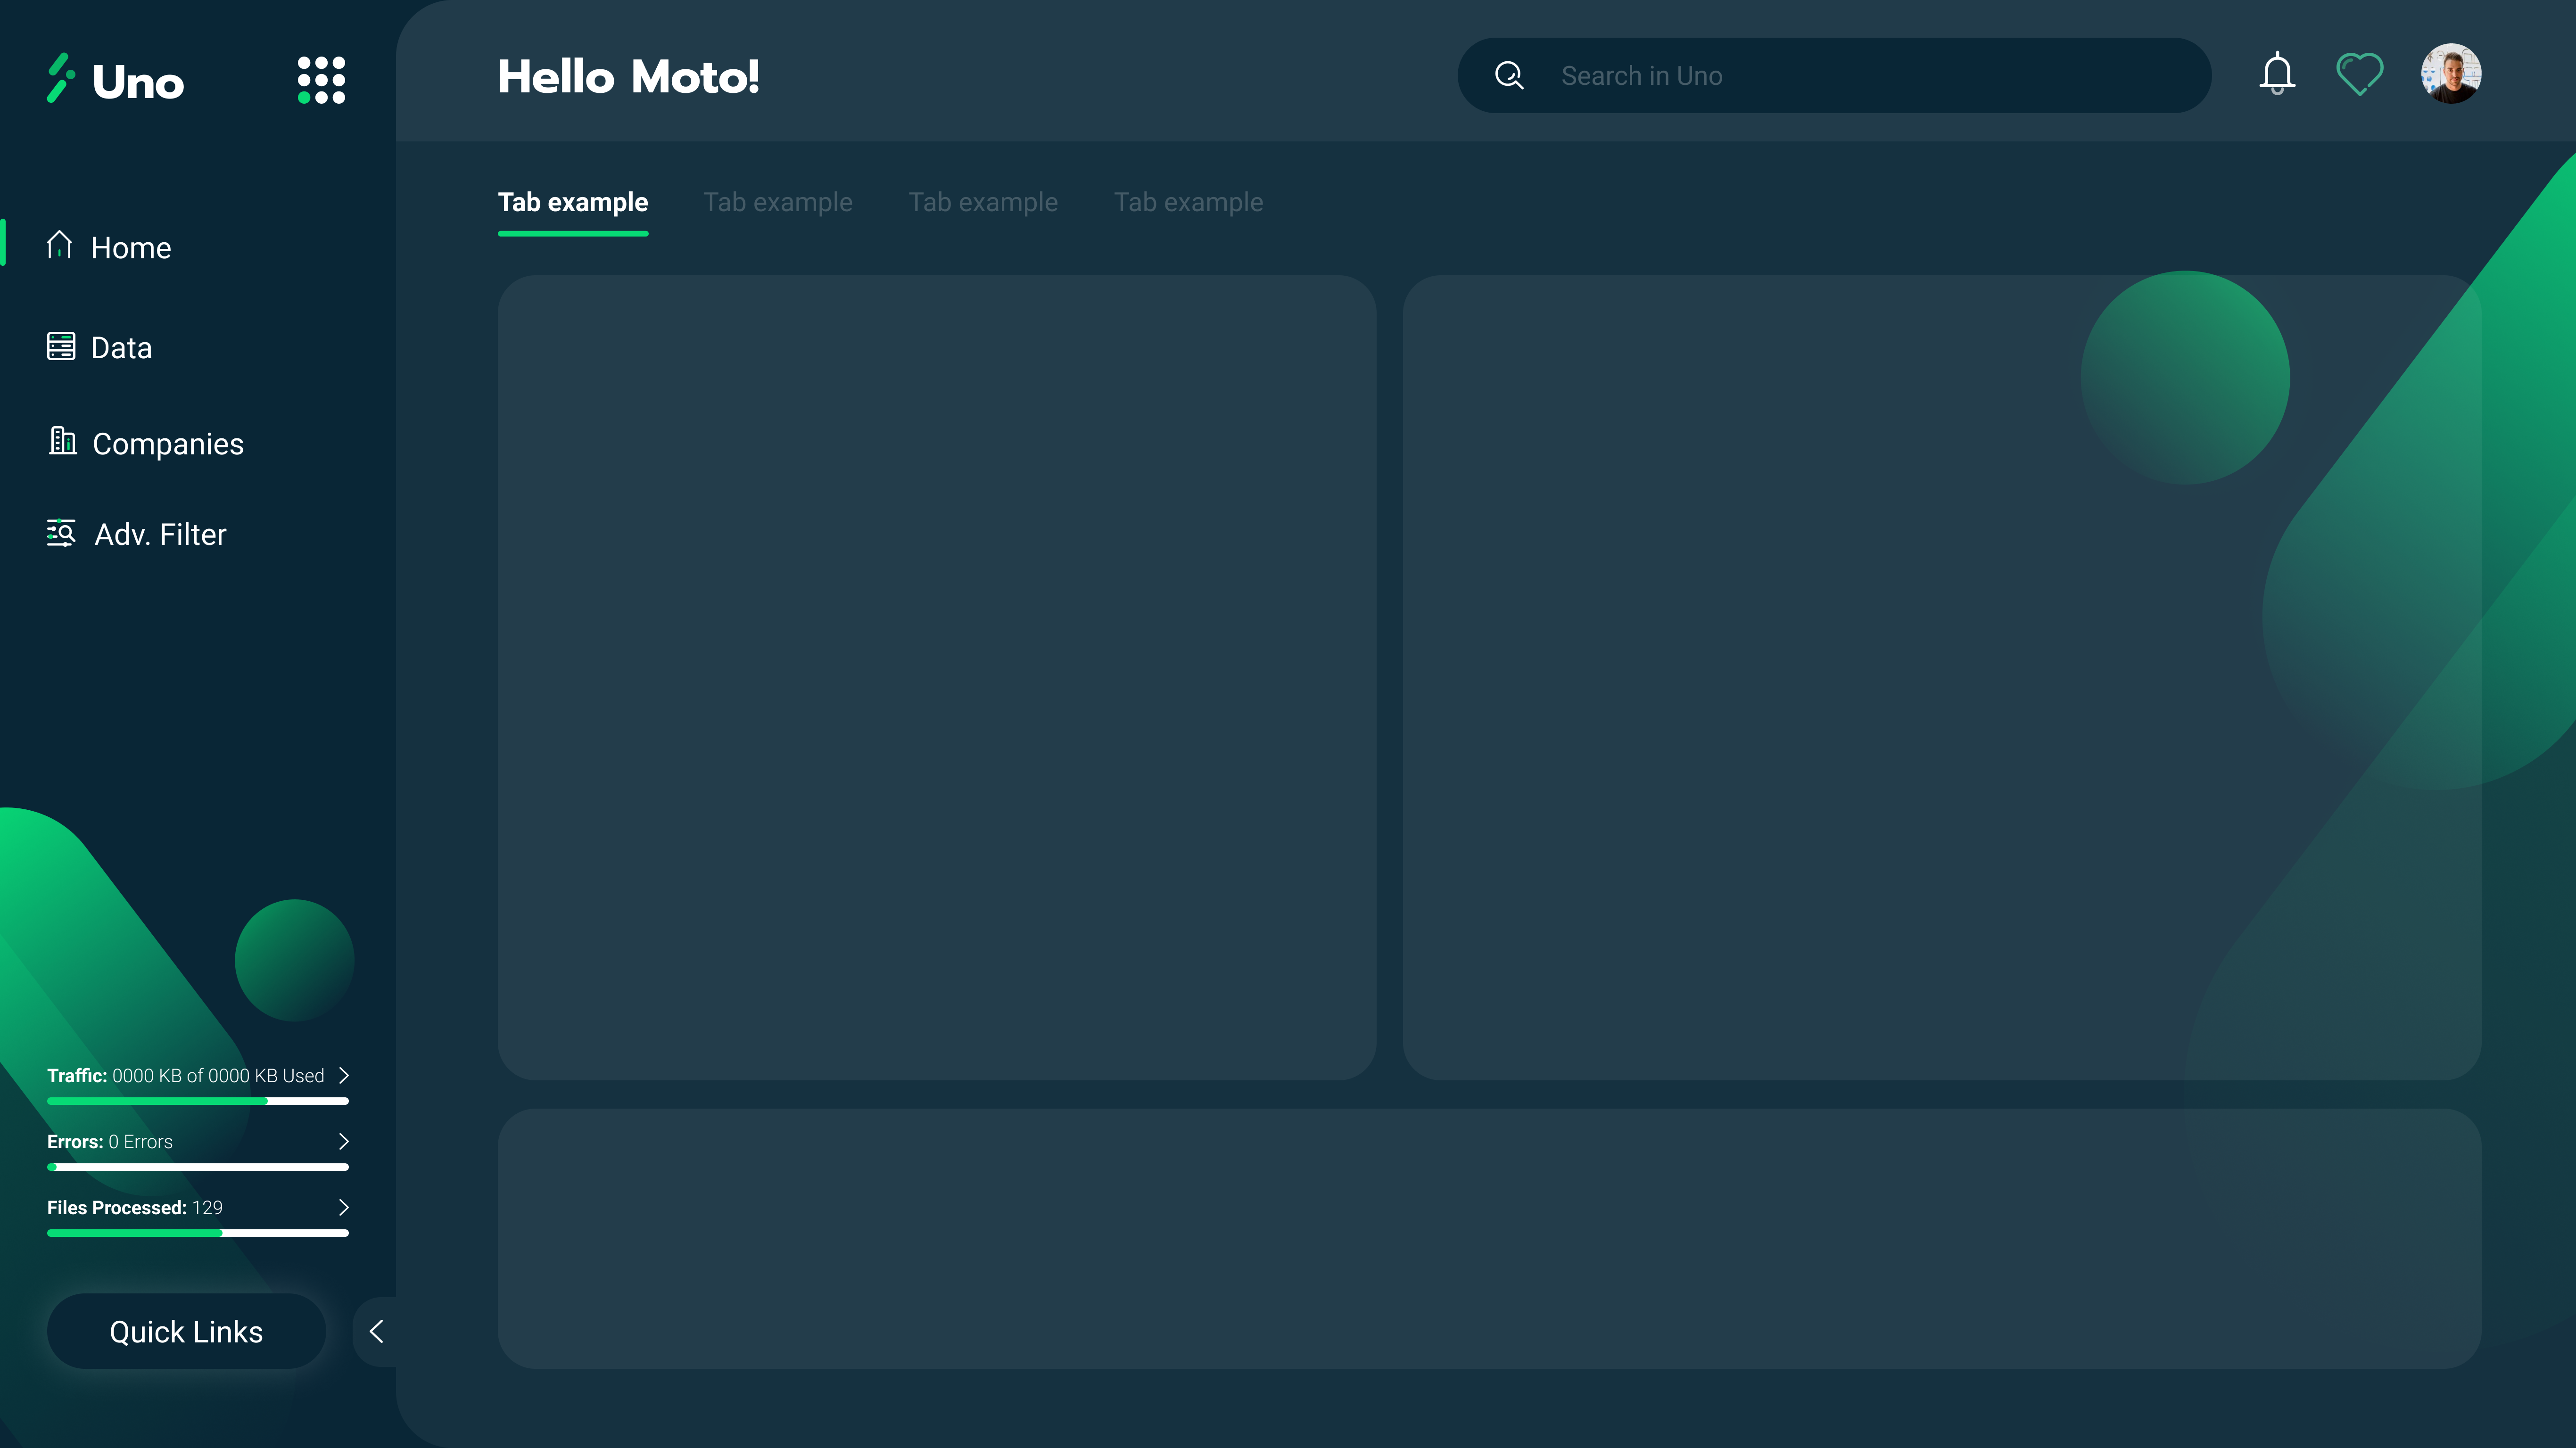 Uno
Hello Moto!
Search in Uno
Tab example
Tab example
Tab example
Tab example
Home
Data
Companies
Adv. Filter
Traffic: 0000 KB of 0000 KB Used
Errors: 0 Errors
Files Processed: 129
Quick Links